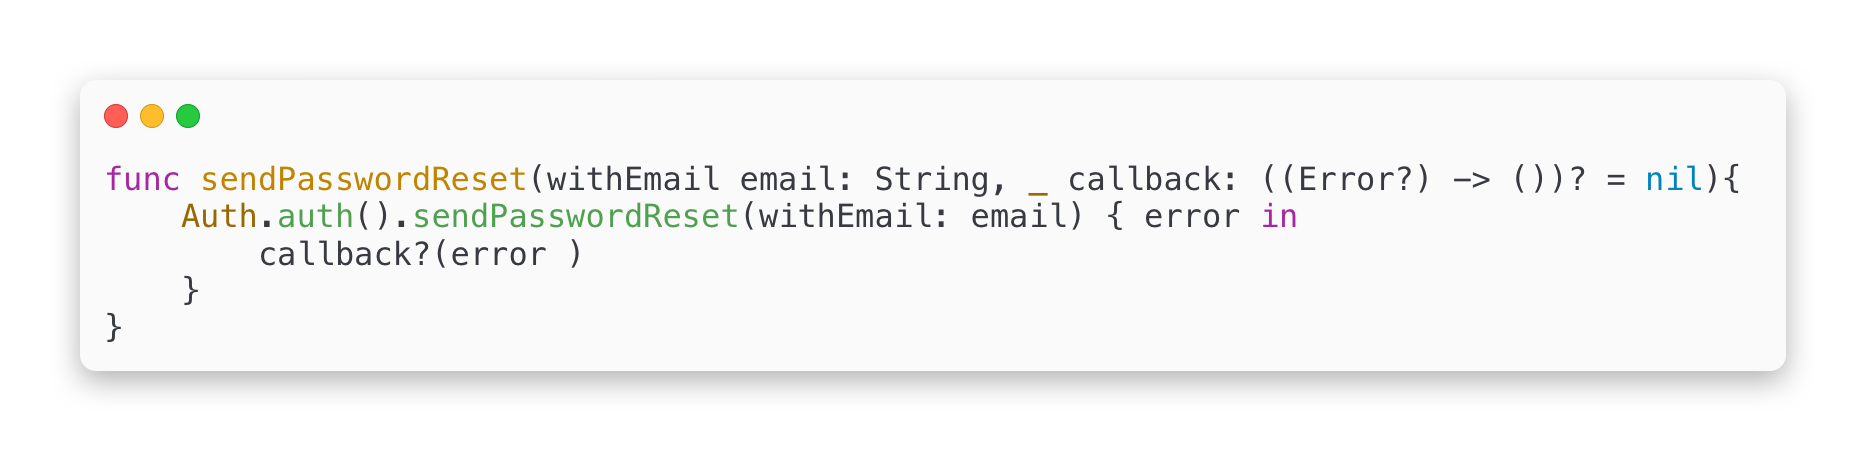 func sendPasswordReset(withEmail email: String, _ callback: ((Error?) -> ())? = nil){
    Auth.auth().sendPasswordReset(withEmail: email) { error in
        callback?(error )
    }
}